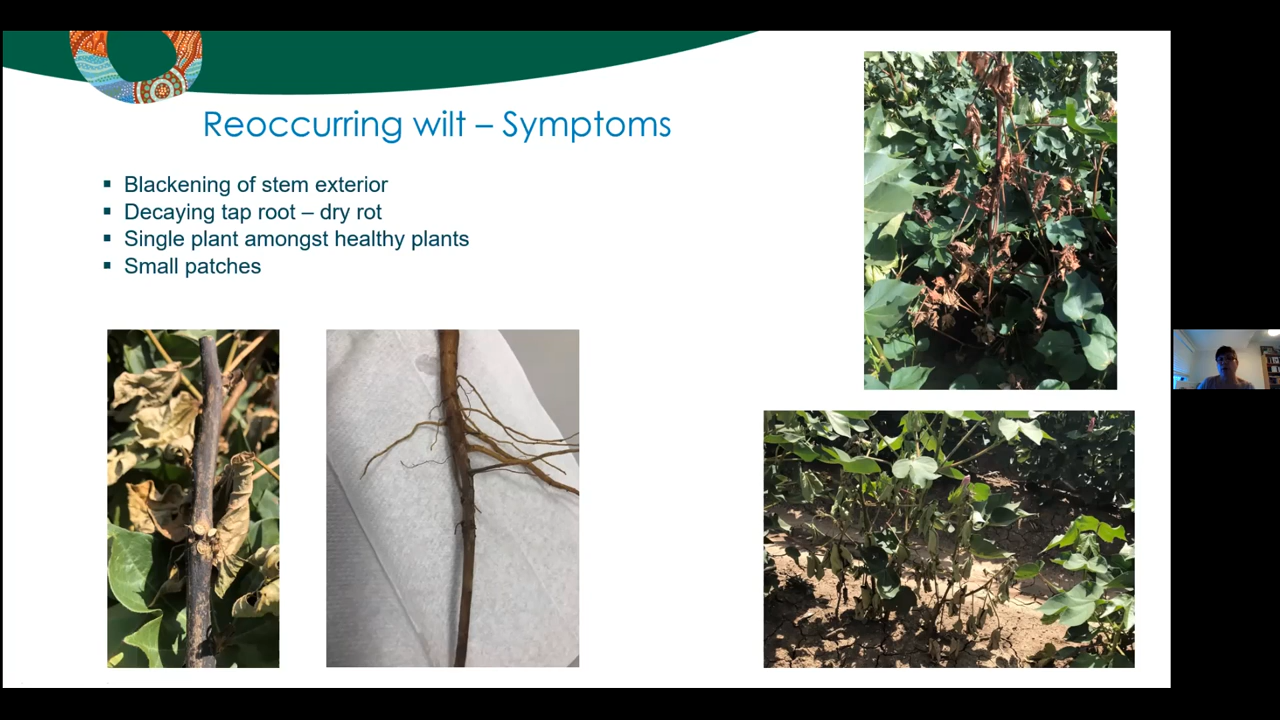 Reoccurring wilt – Symptoms
▪ Blackening of stem exterior
▪ Decaying tap root – dry rot
▪ Single plant amongst healthy plants
▪ Small patches